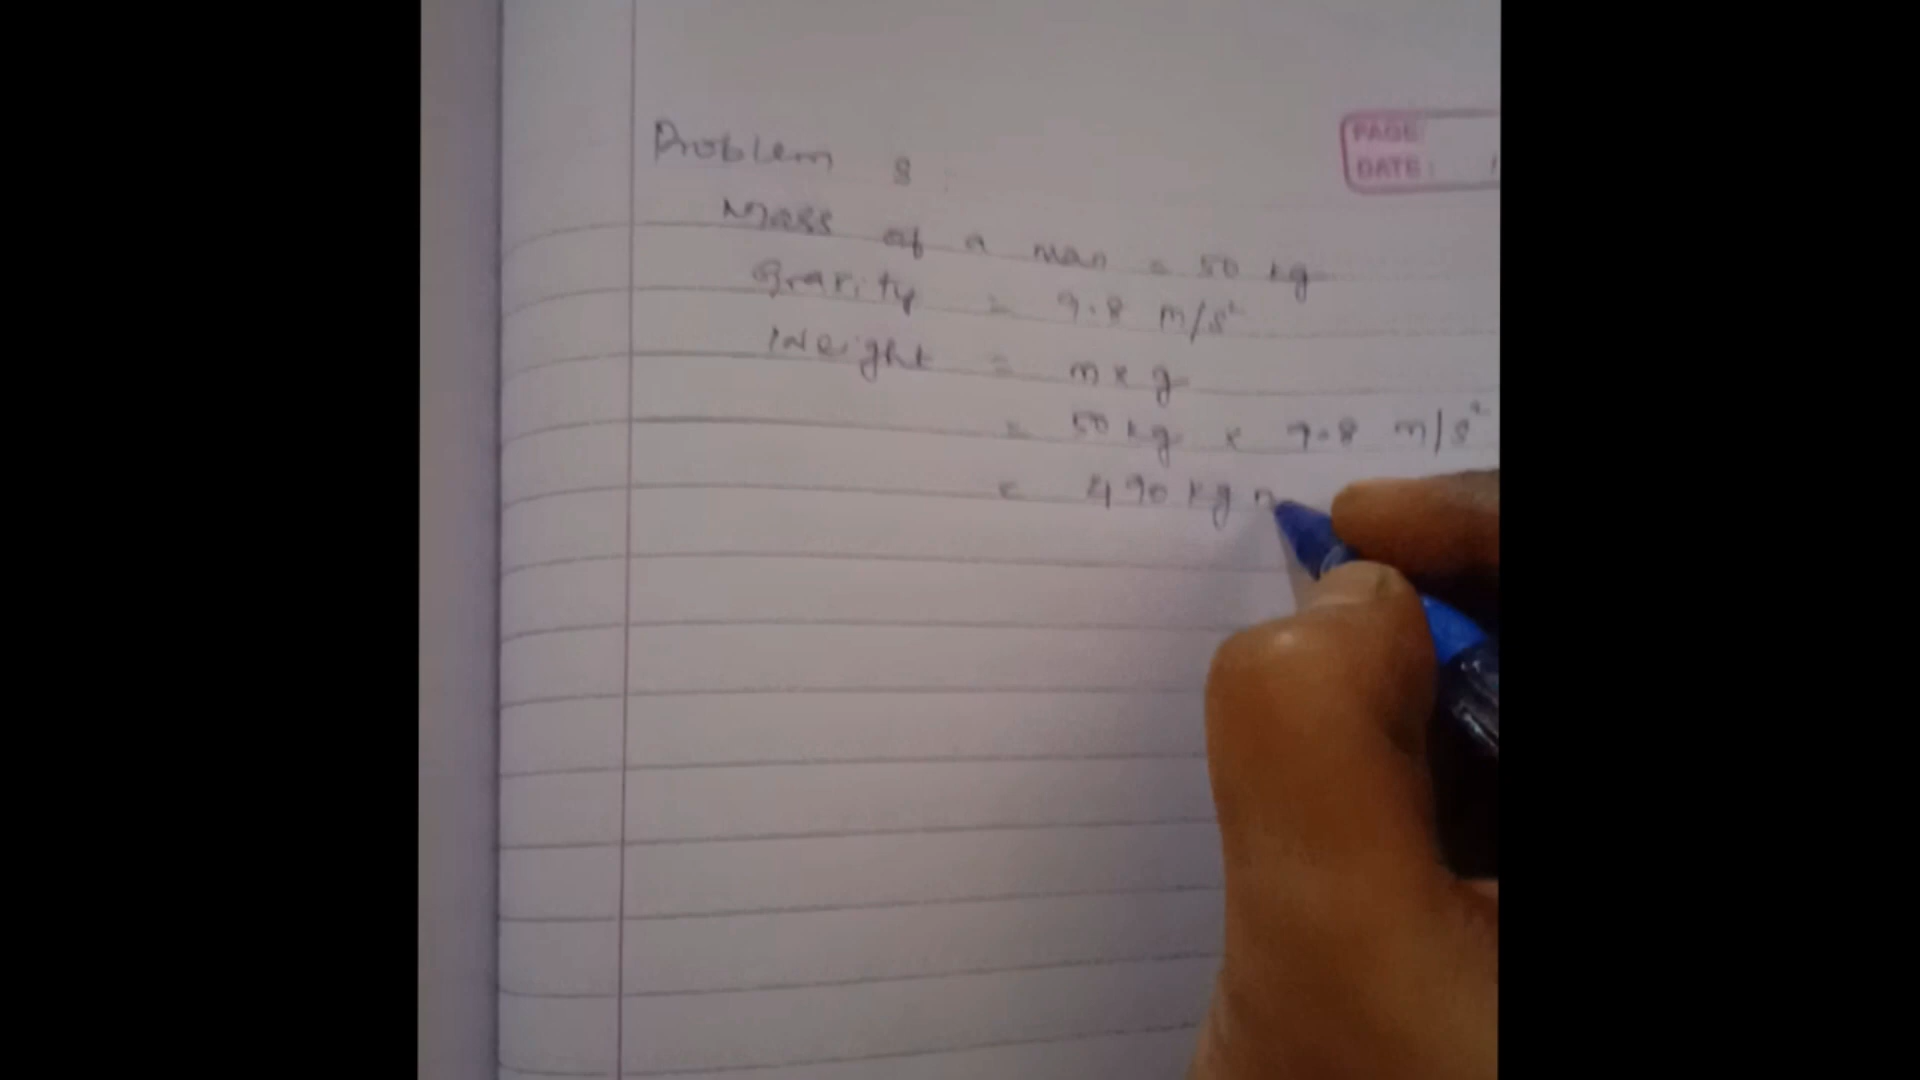 PAGE:
DATE: /
Problem 8
Mass of a man = 50 kg
Gravity = 9.8 m/s²
Weight = m x g
= 50 kg x 9.8 m/s²
= 490 kg m